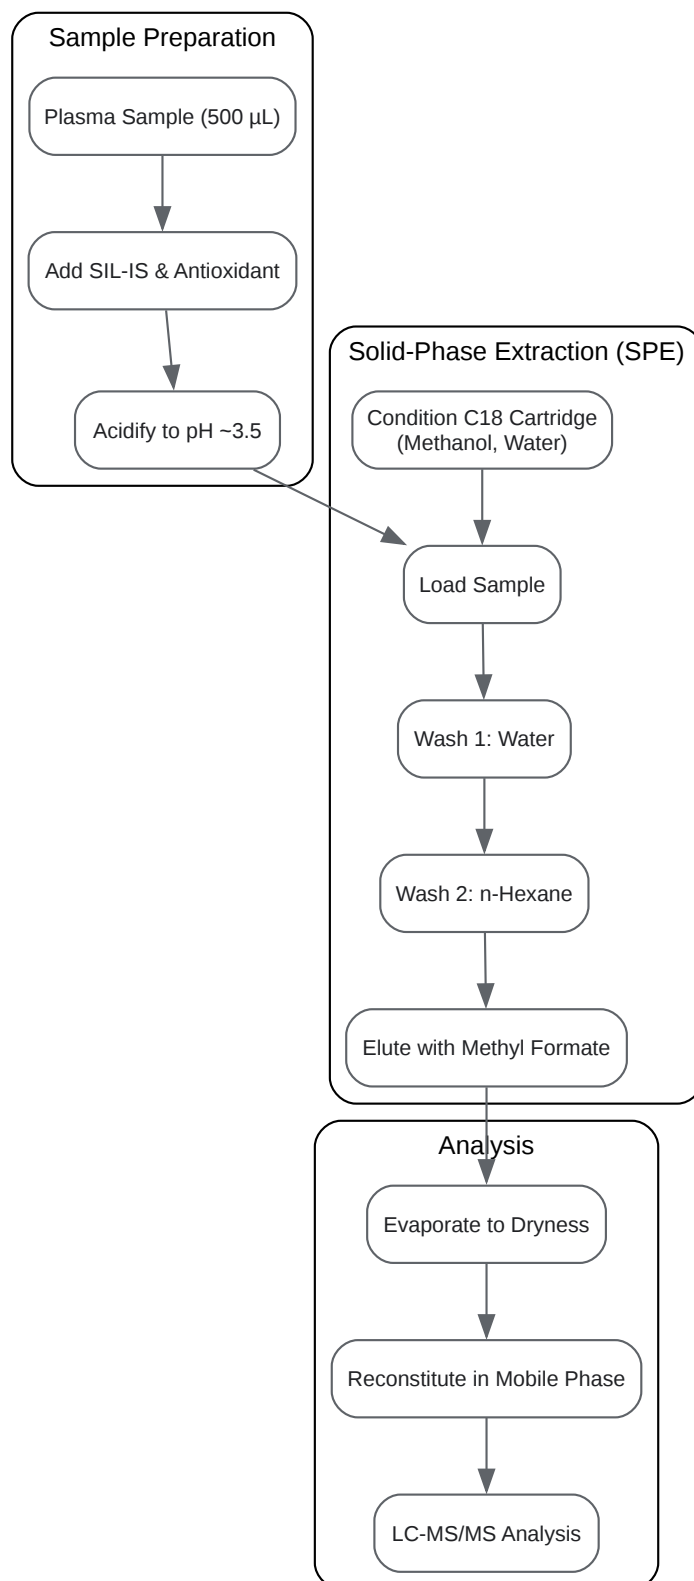 Sample Preparation
Plasma Sample (500 µL)
Add SIL-IS & Antioxidant
Acidify to pH ~3.5
Solid-Phase Extraction (SPE)
Condition C18 Cartridge
(Methanol, Water)
Load Sample
Wash 1: Water
Wash 2: n-Hexane
Elute with Methyl Formate
Analysis
Evaporate to Dryness
Reconstitute in Mobile Phase
LC-MS/MS Analysis